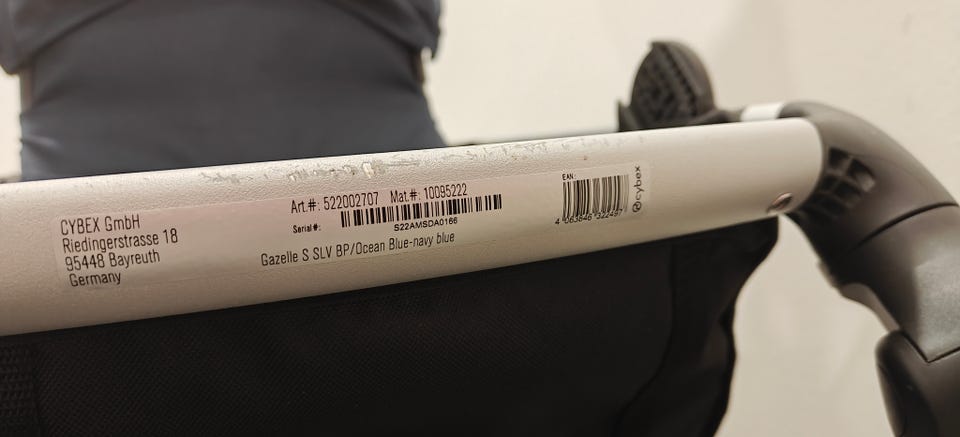 CYBEX GmbH
Riedingerstrasse 18
95448 Bayreuth
Germany
Art.#: 522002707 Mat.#: 10095222
Serial#:
S22AMSDA0166
Gazelle S SLV BP/Ocean Blue-navy blue
EAN:
cybex